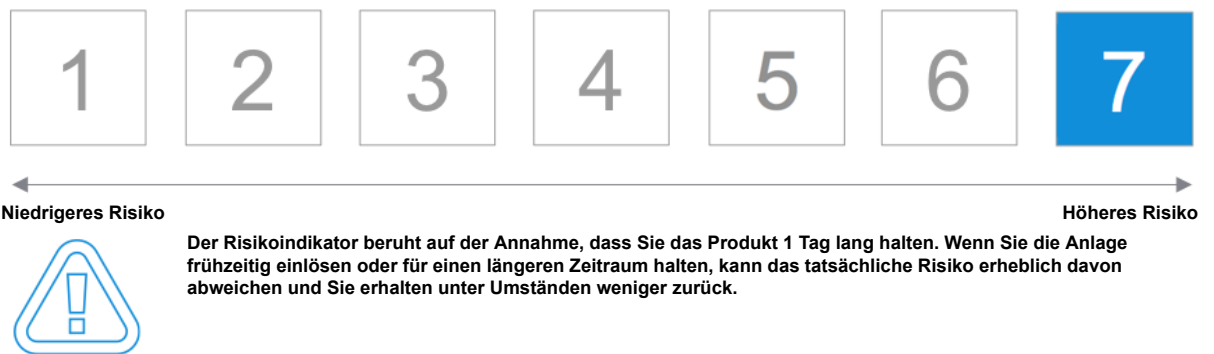 1 2 3 4 5 6 7
Niedrigeres Risiko Höheres Risiko
Der Risikoindikator beruht auf der Annahme, dass Sie das Produkt 1 Tag lang halten. Wenn Sie die Anlage
frühzeitig einlösen oder für einen längeren Zeitraum halten, kann das tatsächliche Risiko erheblich davon
abweichen und Sie erhalten unter Umständen weniger zurück.